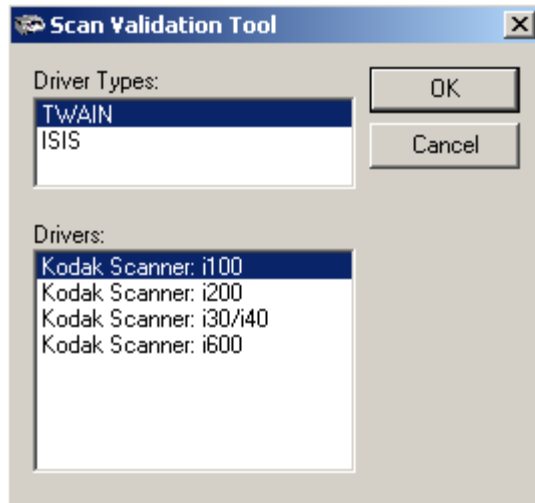 Scan Validation Tool
Driver Types:
TWAIN
ISIS
OK
Cancel
Drivers:
Kodak Scanner: i100
Kodak Scanner: i200
Kodak Scanner: i30/i40
Kodak Scanner: i600